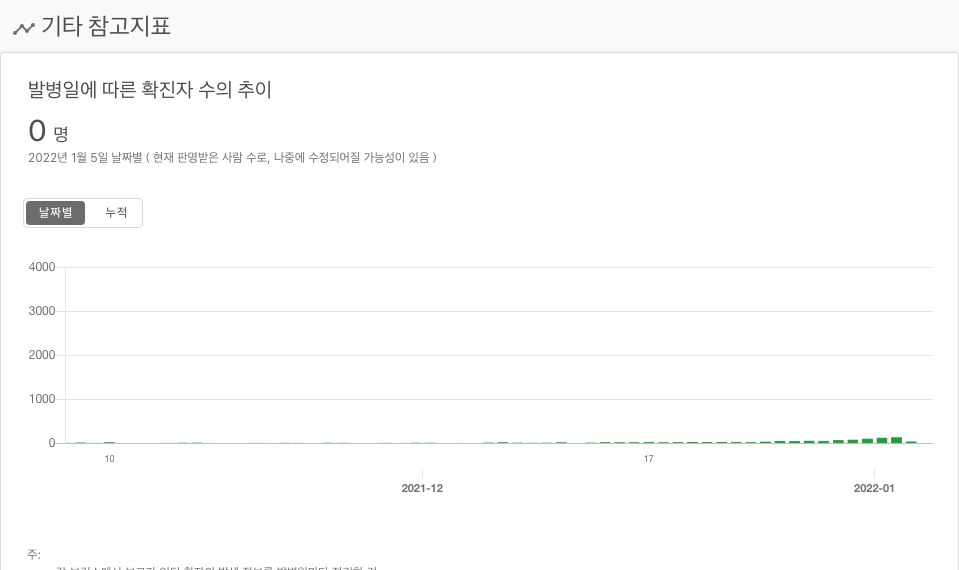 기타 참고지표
발병일에 따른 확진자 수의 추이
0 명
2022년 1월 5일 날짜별 ( 현재 판명받은 사람 수로, 나중에 수정되어질 가능성이 있음 )
날짜별 누적
4000
3000
2000
1000
0
10 17
2021-12 2022-01
주: